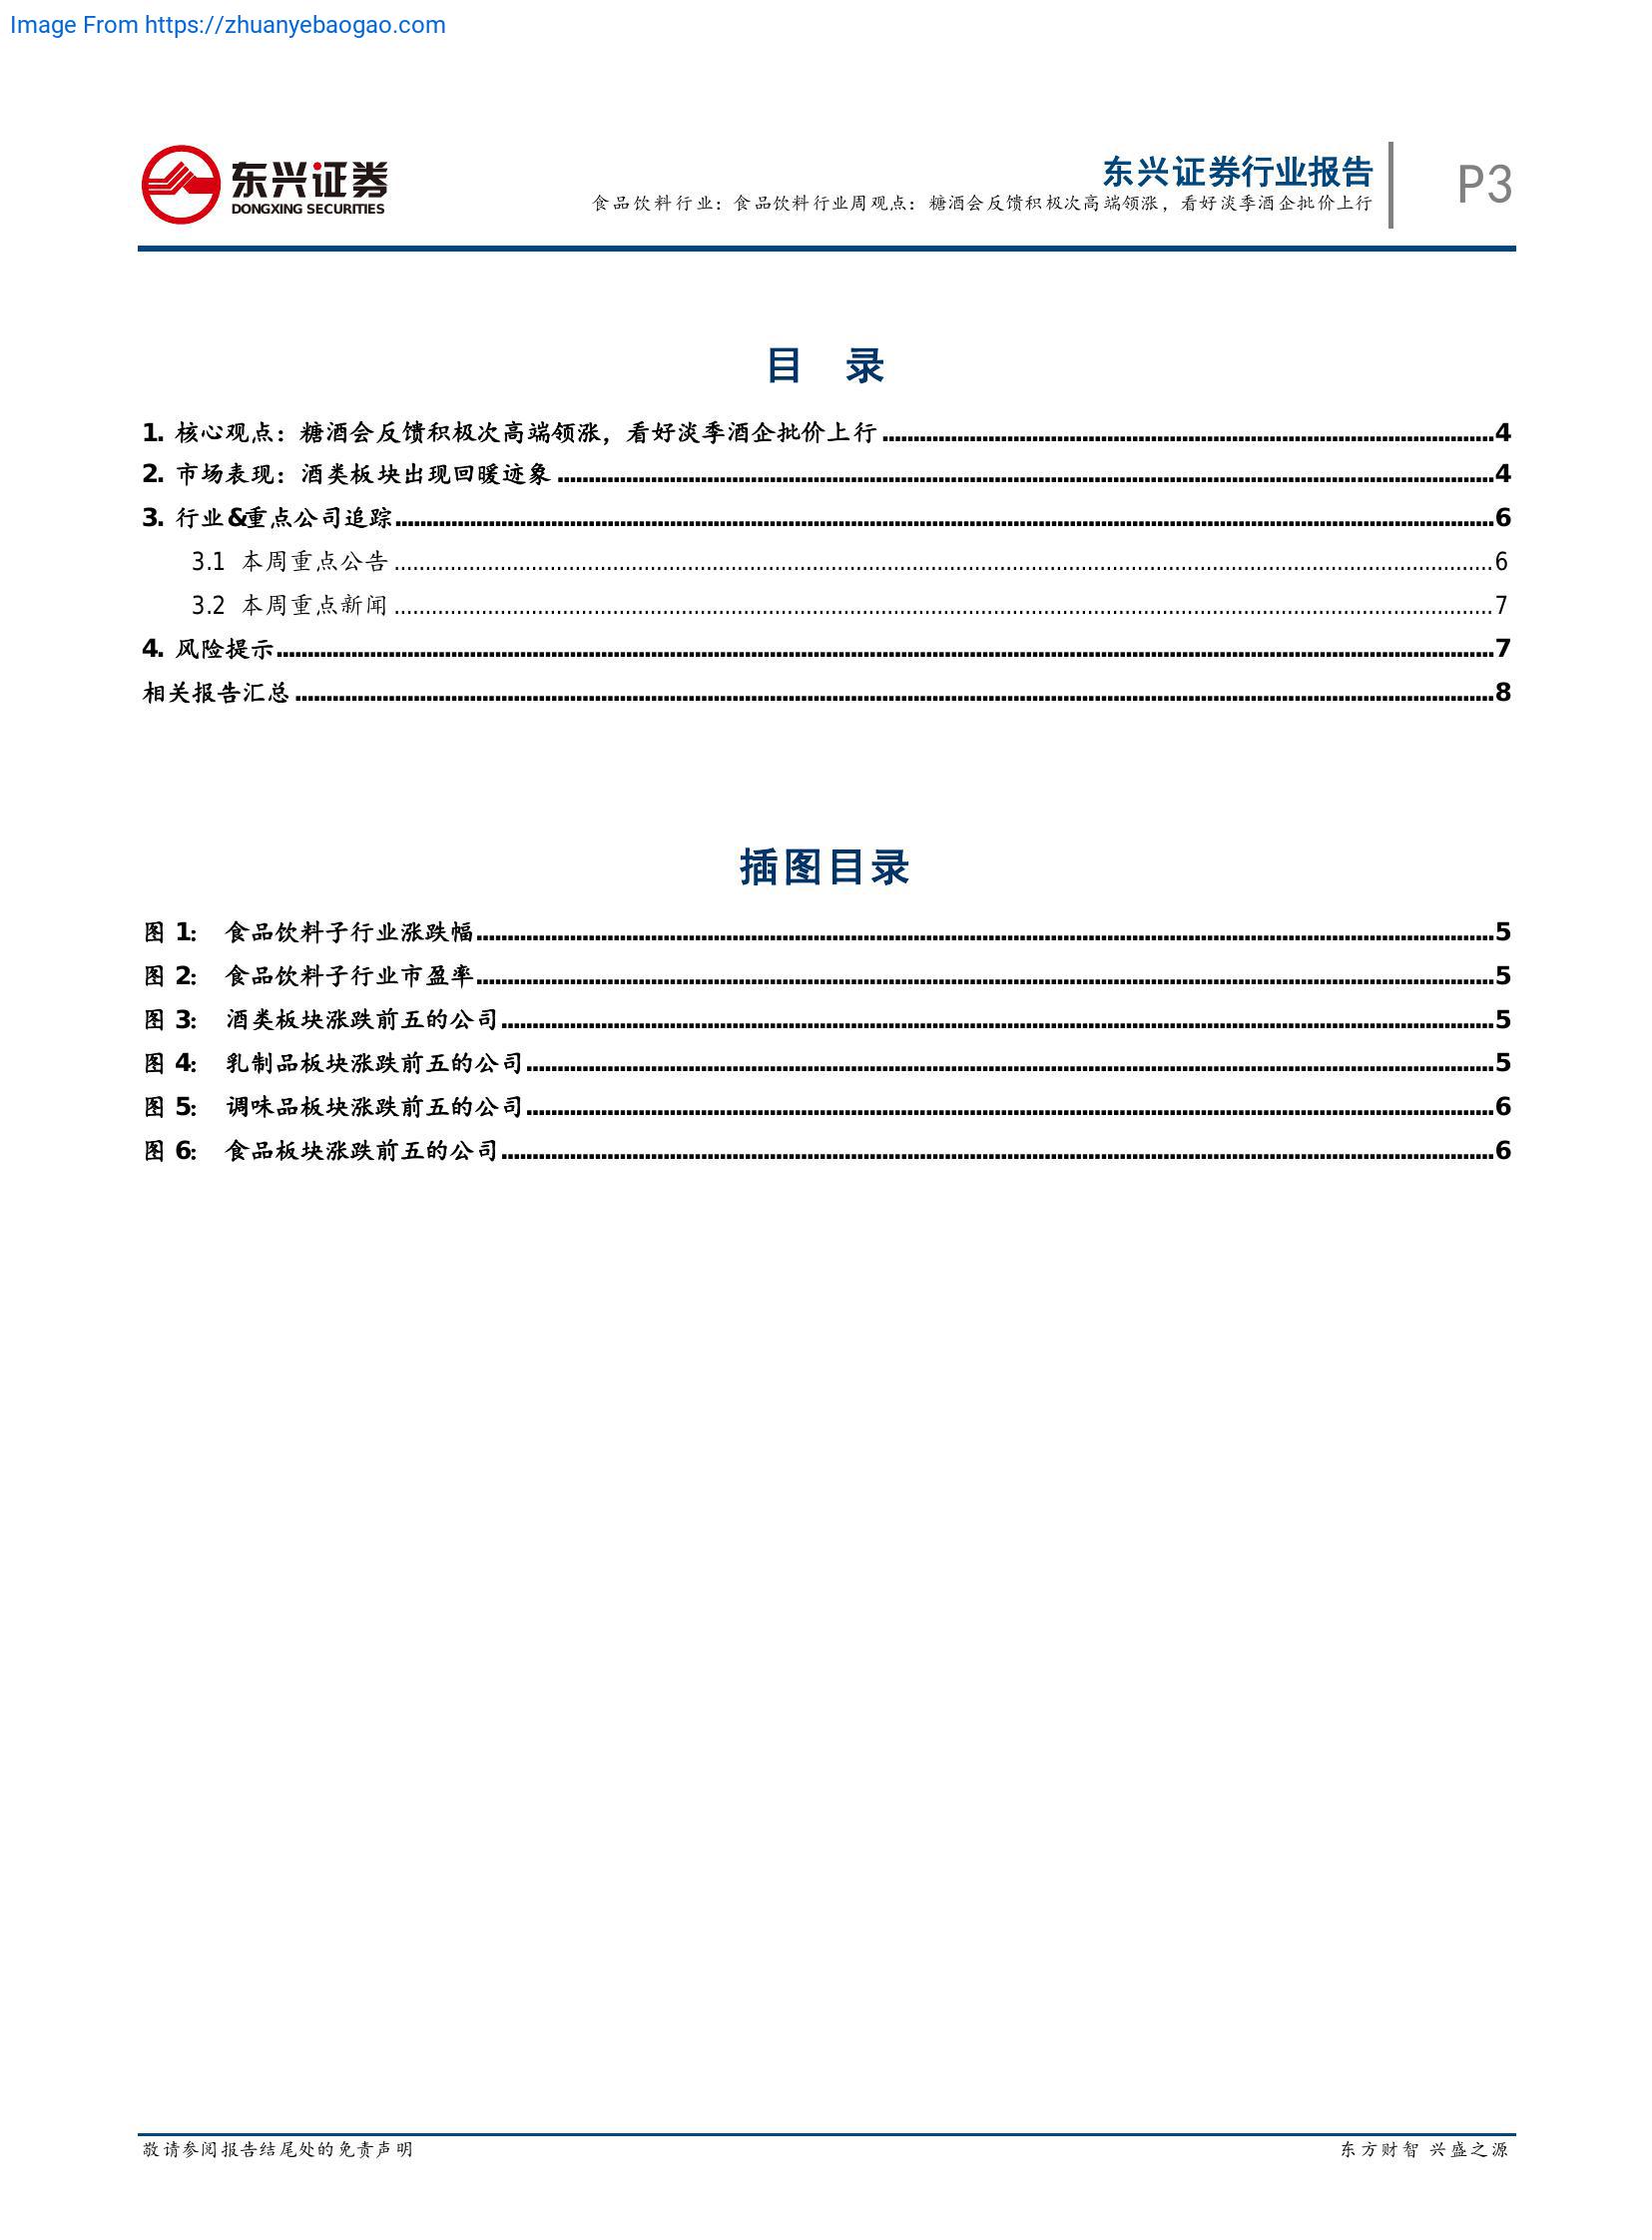 Image From https://zhuanyebaogao.com
东兴证券
DONGXING SECURITIES
东兴证券行业报告
食品饮料行业：食品饮料行业周观点：糖酒会反馈积极次高端领涨，看好淡季酒企批价上行
P3
目 录
1. 核心观点：糖酒会反馈积极次高端领涨，看好淡季酒企批价上行 4
2. 市场表现：酒类板块出现回暖迹象 4
3. 行业&重点公司追踪 6
3.1 本周重点公告 6
3.2 本周重点新闻 7
4. 风险提示 7
相关报告汇总 8
插图目录
图 1: 食品饮料子行业涨跌幅 5
图 2: 食品饮料子行业市盈率 5
图 3: 酒类板块涨跌前五的公司 5
图 4: 乳制品板块涨跌前五的公司 5
图 5: 调味品板块涨跌前五的公司 6
图 6: 食品板块涨跌前五的公司 6
敬请参阅报告结尾处的免责声明
东方财智 兴盛之源